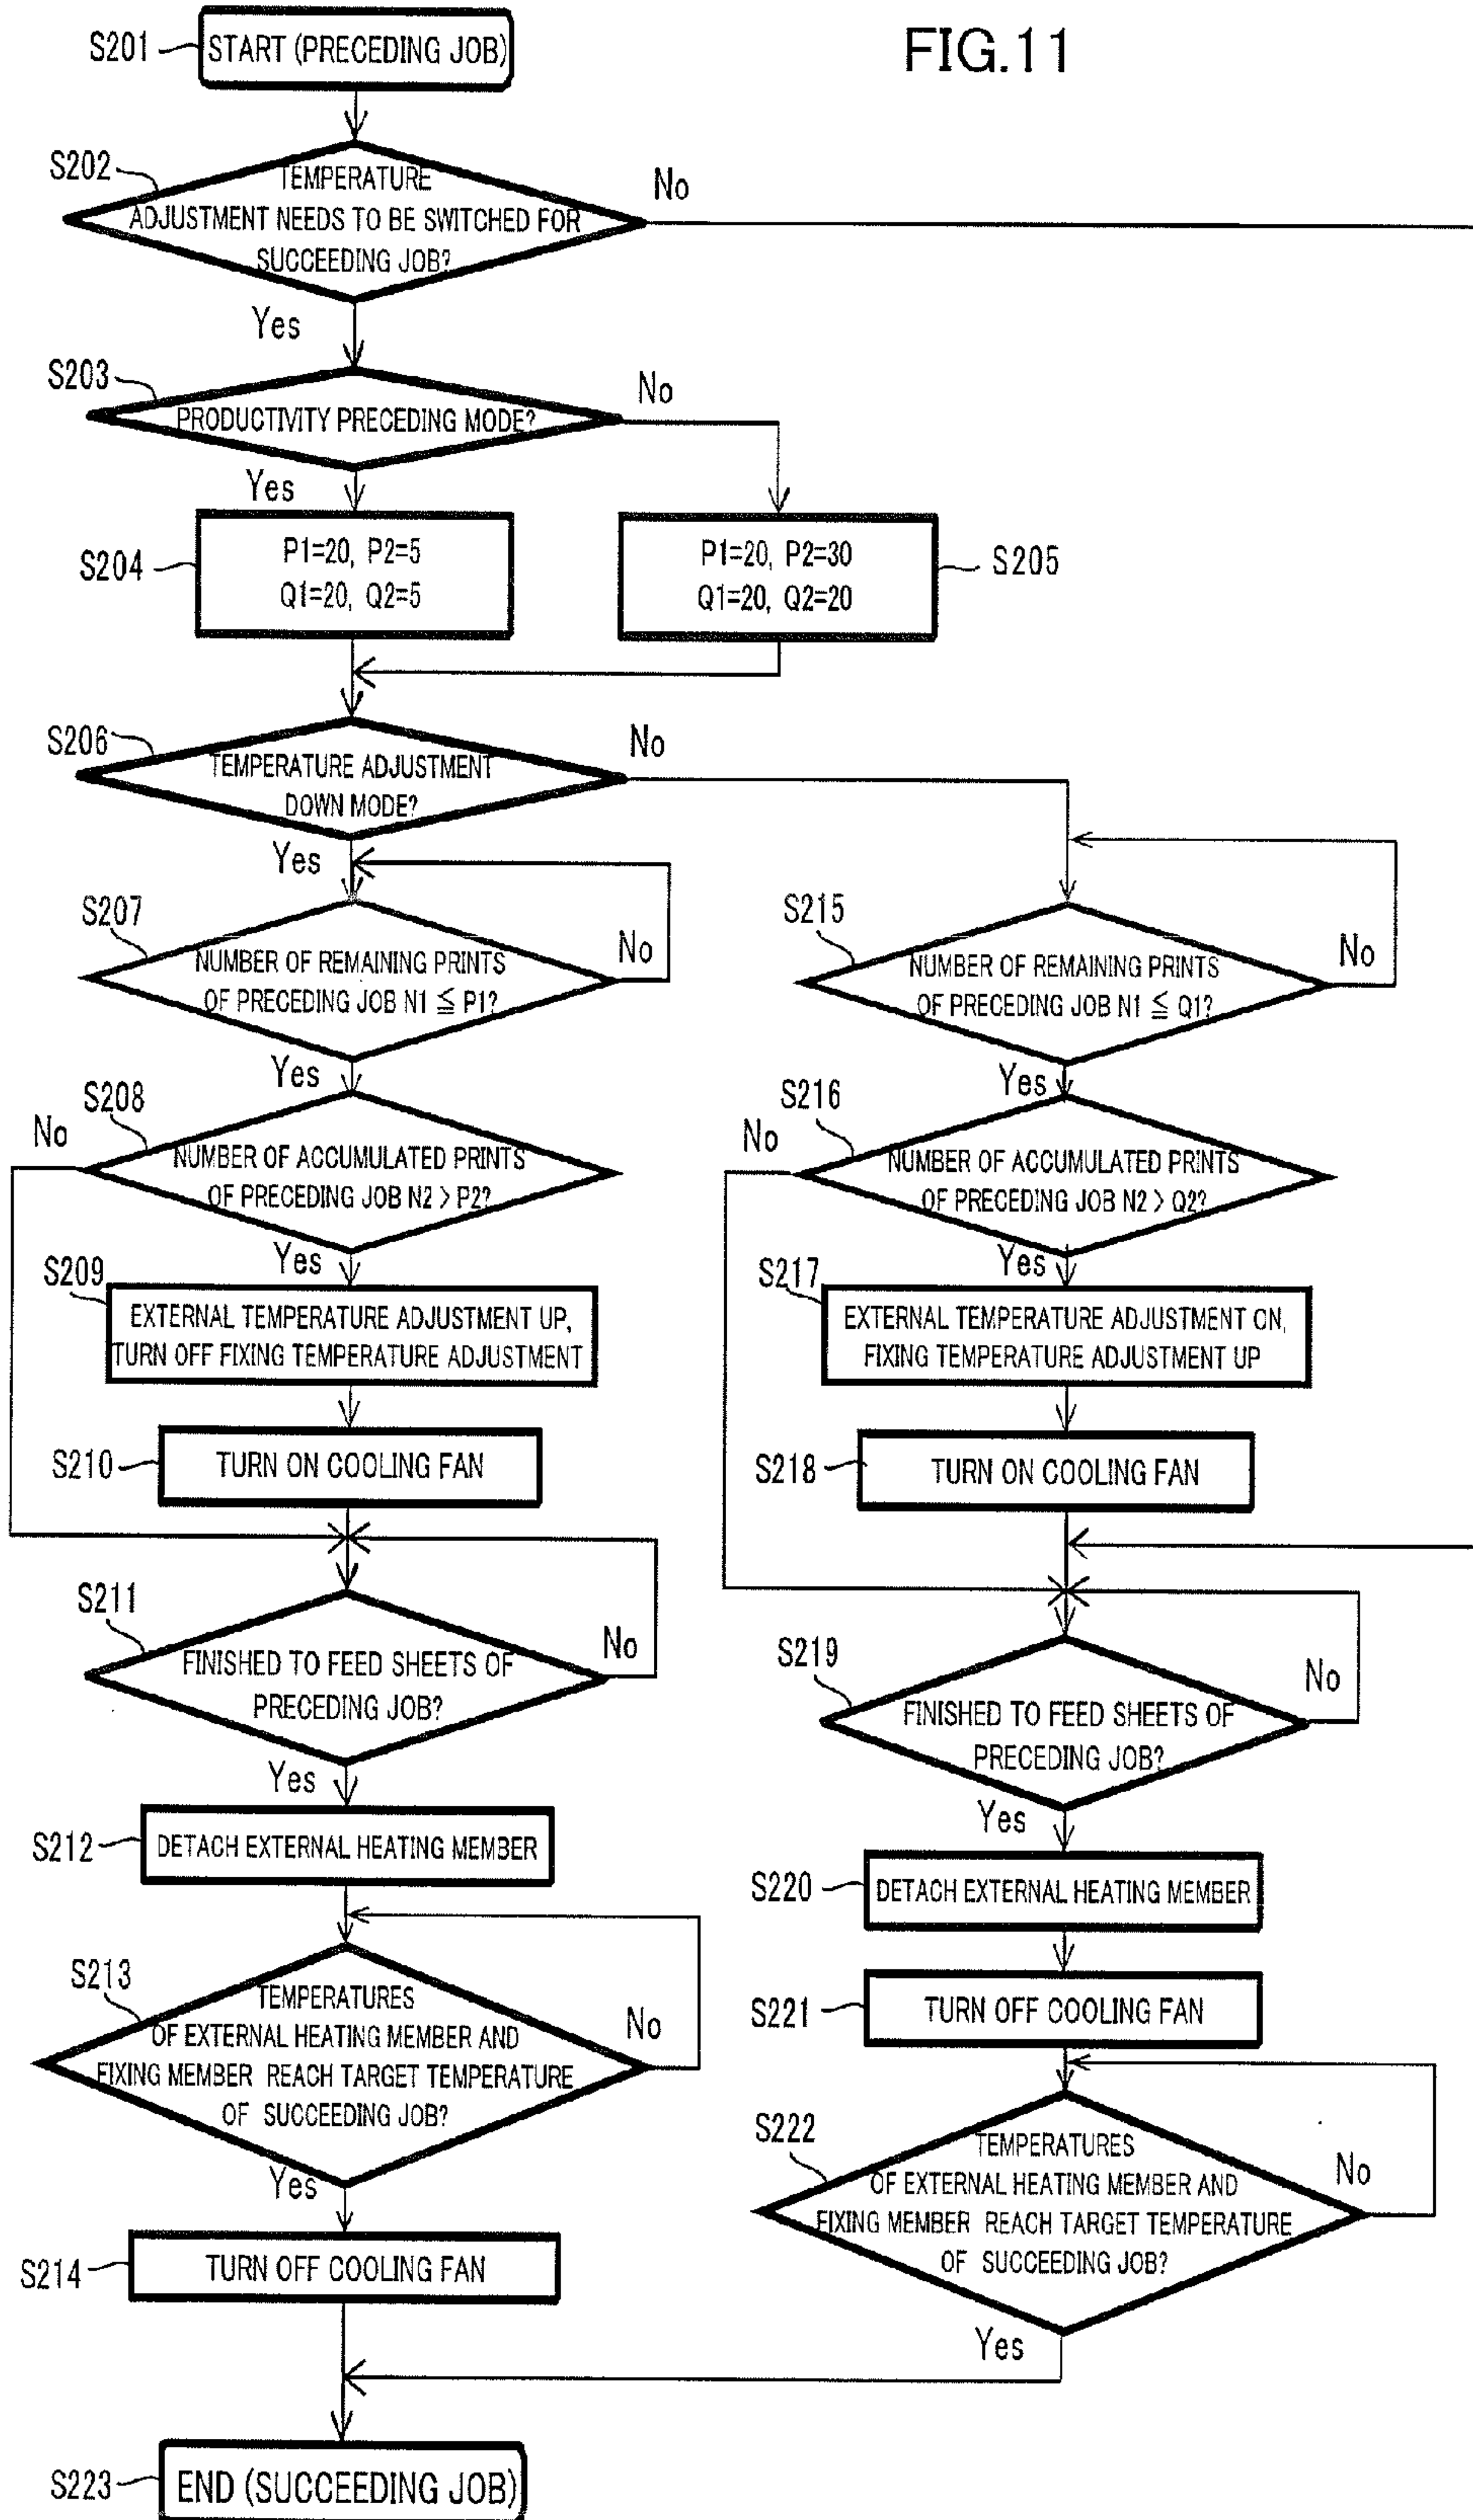 FIG.11
S201
START (PRECEDING JOB)
S202
TEMPERATURE
ADJUSTMENT NEEDS TO BE SWITCHED FOR
SUCCEEDING JOB?
No
Yes
S203
PRODUCTIVITY PRECEDING MODE?
No
Yes
S204
P1=20, P2=5
Q1=20, Q2=5
P1=20, P2=30
Q1=20, Q2=20
S205
S206
TEMPERATURE ADJUSTMENT
DOWN MODE?
No
Yes
S207
NUMBER OF REMAINING PRINTS
OF PRECEDING JOB N1 ≦ P1?
No
Yes
S208
No
NUMBER OF ACCUMULATED PRINTS
OF PRECEDING JOB N2 > P2?
Yes
S209
EXTERNAL TEMPERATURE ADJUSTMENT UP,
TURN OFF FIXING TEMPERATURE ADJUSTMENT
S210
TURN ON COOLING FAN
S211
FINISHED TO FEED SHEETS OF
PRECEDING JOB?
No
Yes
S212
DETACH EXTERNAL HEATING MEMBER
S213
TEMPERATURES
OF EXTERNAL HEATING MEMBER AND
FIXING MEMBER REACH TARGET TEMPERATURE
OF SUCCEEDING JOB?
No
Yes
S214
TURN OFF COOLING FAN
S215
NUMBER OF REMAINING PRINTS
OF PRECEDING JOB N1 ≦ Q1?
No
Yes
S216
No
NUMBER OF ACCUMULATED PRINTS
OF PRECEDING JOB N2 > Q2?
Yes
S217
EXTERNAL TEMPERATURE ADJUSTMENT ON,
FIXING TEMPERATURE ADJUSTMENT UP
S218
TURN ON COOLING FAN
S219
FINISHED TO FEED SHEETS OF
PRECEDING JOB?
No
Yes
S220
DETACH EXTERNAL HEATING MEMBER
S221
TURN OFF COOLING FAN
S222
TEMPERATURES
OF EXTERNAL HEATING MEMBER AND
FIXING MEMBER REACH TARGET TEMPERATURE
OF SUCCEEDING JOB?
No
Yes
S223
END (SUCCEEDING JOB)